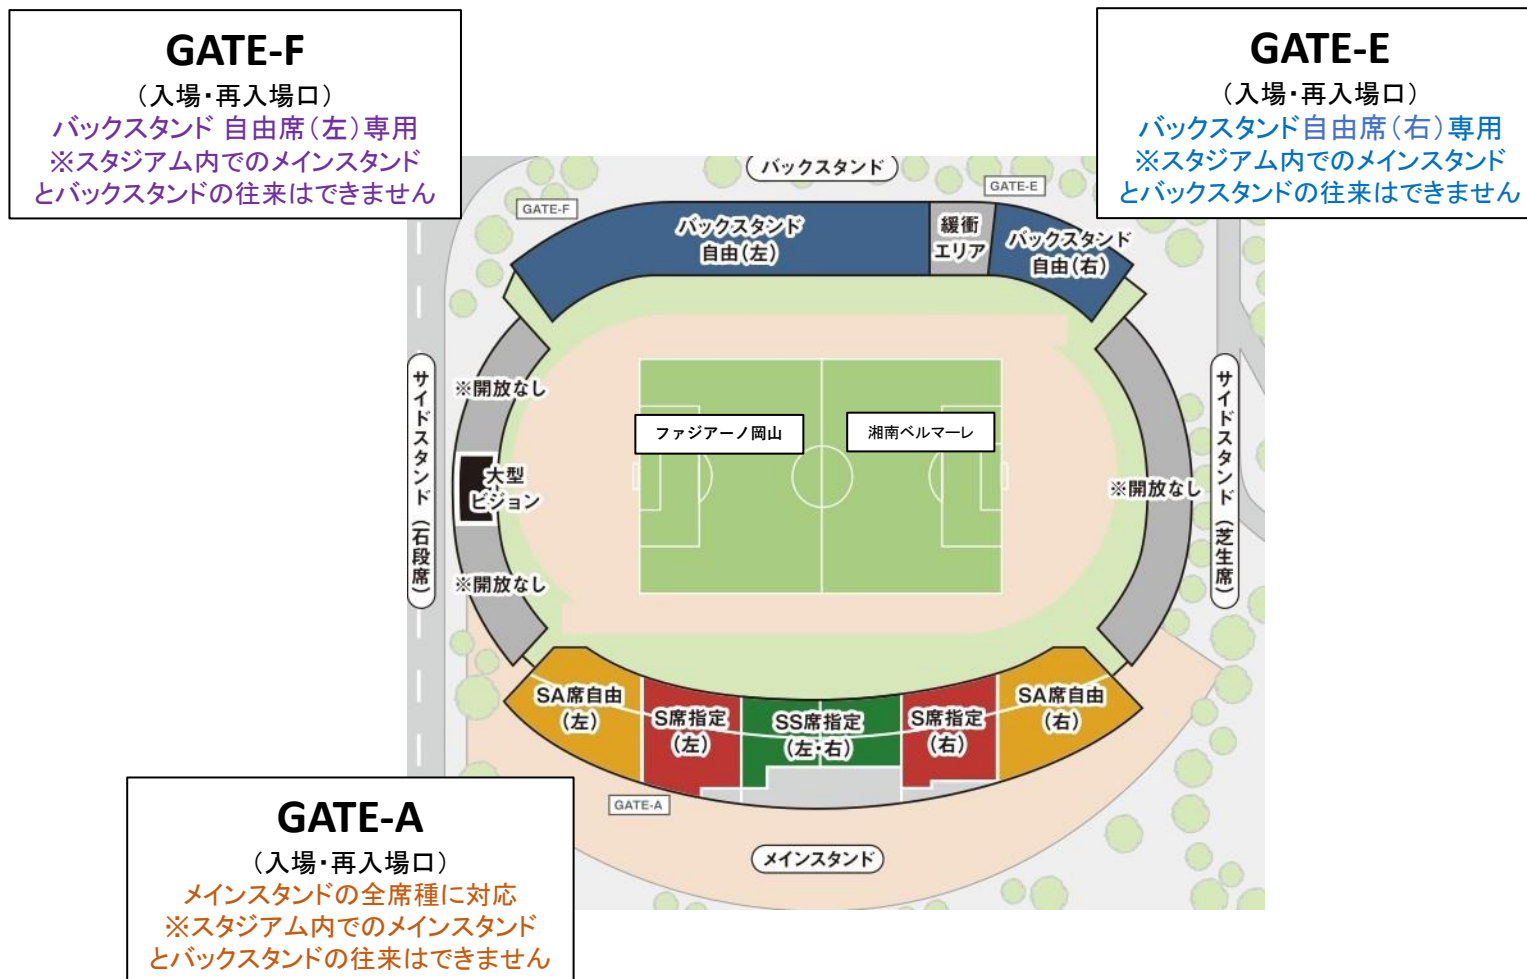 GATE-F
（入場・再入場口）
バックスタンド 自由席（左）専用
※スタジアム内でのメインスタンド
とバックスタンドの往来はできません
GATE-E
（入場・再入場口）
バックスタンド自由席（右）専用
※スタジアム内でのメインスタンド
とバックスタンドの往来はできません
バックスタンド
GATE-F
GATE-E
バックスタンド
自由(左)
緩衝
エリア
バックスタンド
自由(右)
サイドスタンド（石段席）
※開放なし
大型
ビジョン
※開放なし
ファジアーノ岡山
湘南ベルマーレ
※開放なし
サイドスタンド（芝生席）
SA席自由
(左)
S席指定
(左)
SS席指定
(左・右)
S席指定
(右)
SA席自由
(右)
GATE-A
メインスタンド
GATE-A
（入場・再入場口）
メインスタンドの全席種に対応
※スタジアム内でのメインスタンド
とバックスタンドの往来はできません